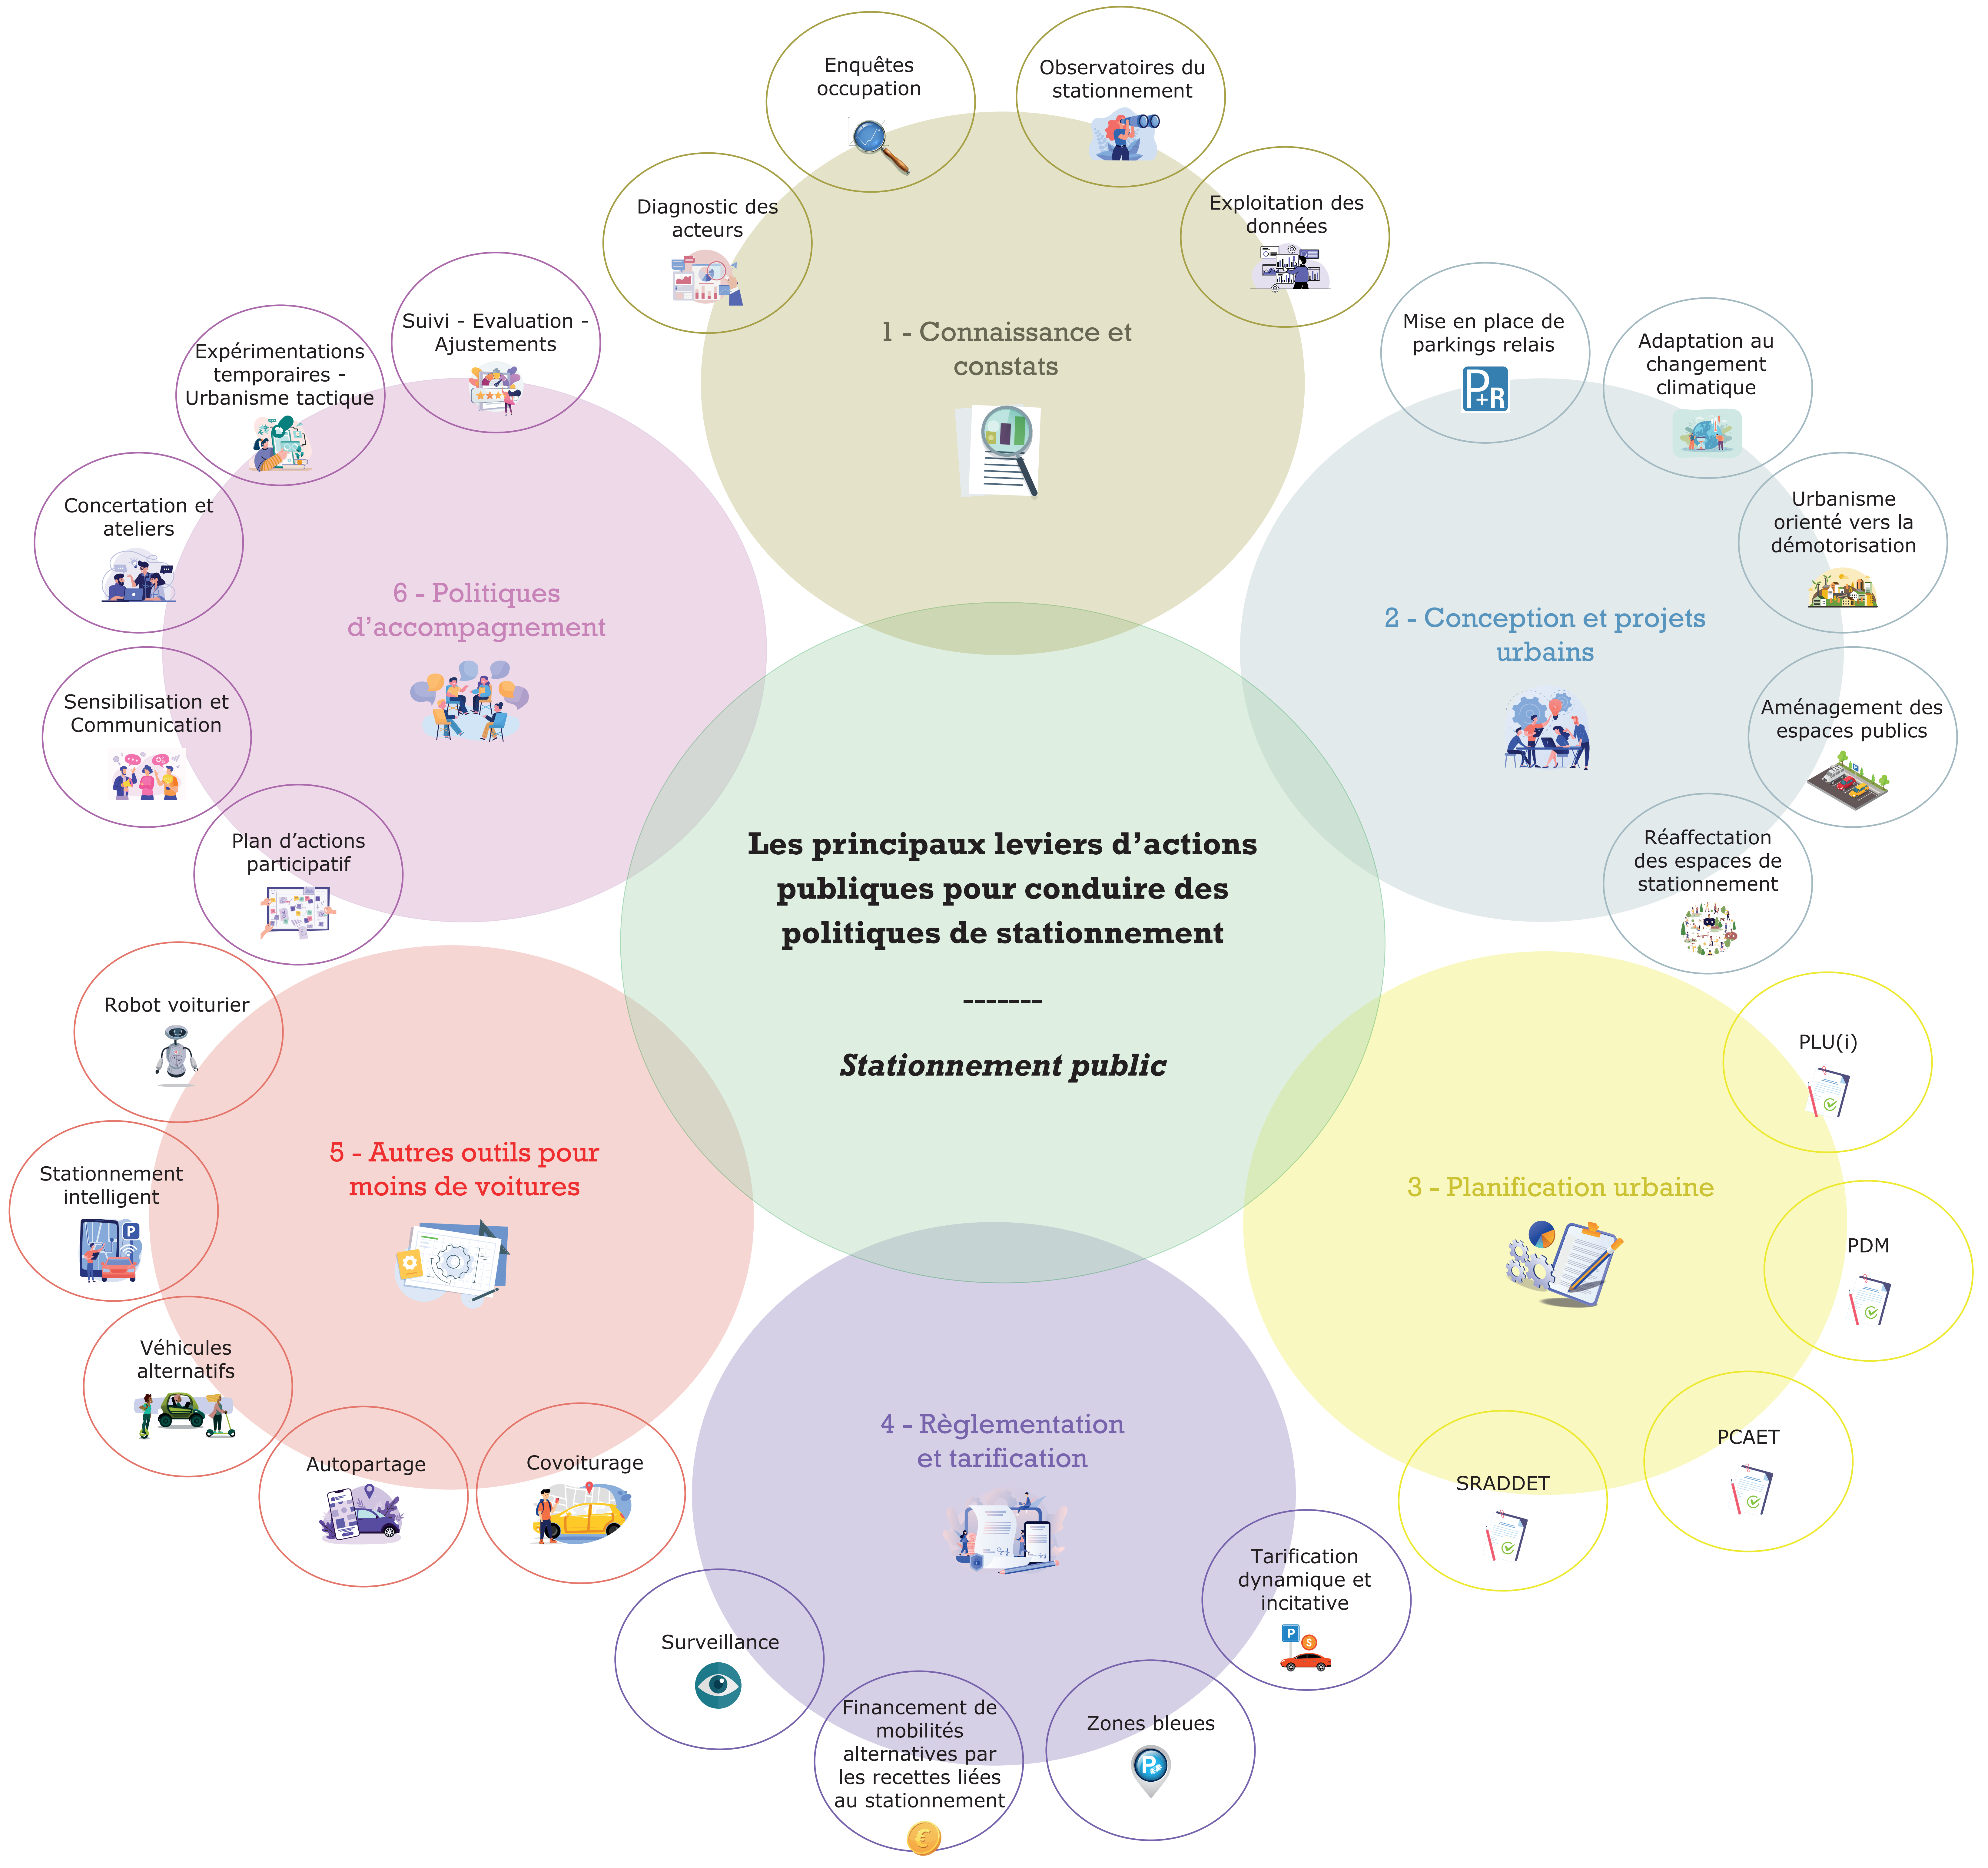 Les principaux leviers d’actions
publiques pour conduire des
politiques de stationnement
-------
Stationnement public
1 - Connaissance et
constats
Diagnostic des
acteurs
Enquêtes
occupation
Observatoires du
stationnement
Exploitation des
données
2 - Conception et projets
urbains
Mise en place de
parkings relais
P+R
Adaptation au
changement
climatique
Urbanisme
orienté vers la
démotorisation
Aménagement des
espaces publics
Réaffectation
des espaces de
stationnement
3 - Planification urbaine
PLU(i)
PDM
PCAET
SRADDET
4 - Règlementation
et tarification
Tarification
dynamique et
incitative
P
$
Zones bleues
P
Financement de
mobilités
alternatives par
les recettes liées
au stationnement
€
Surveillance
5 - Autres outils pour
moins de voitures
Covoiturage
Autopartage
Véhicules
alternatifs
Stationnement
intelligent
P
Robot voiturier
6 - Politiques
d’accompagnement
Plan d’actions
participatif
Sensibilisation et
Communication
Concertation et
ateliers
Expérimentations
temporaires -
Urbanisme tactique
Suivi - Evaluation -
Ajustements